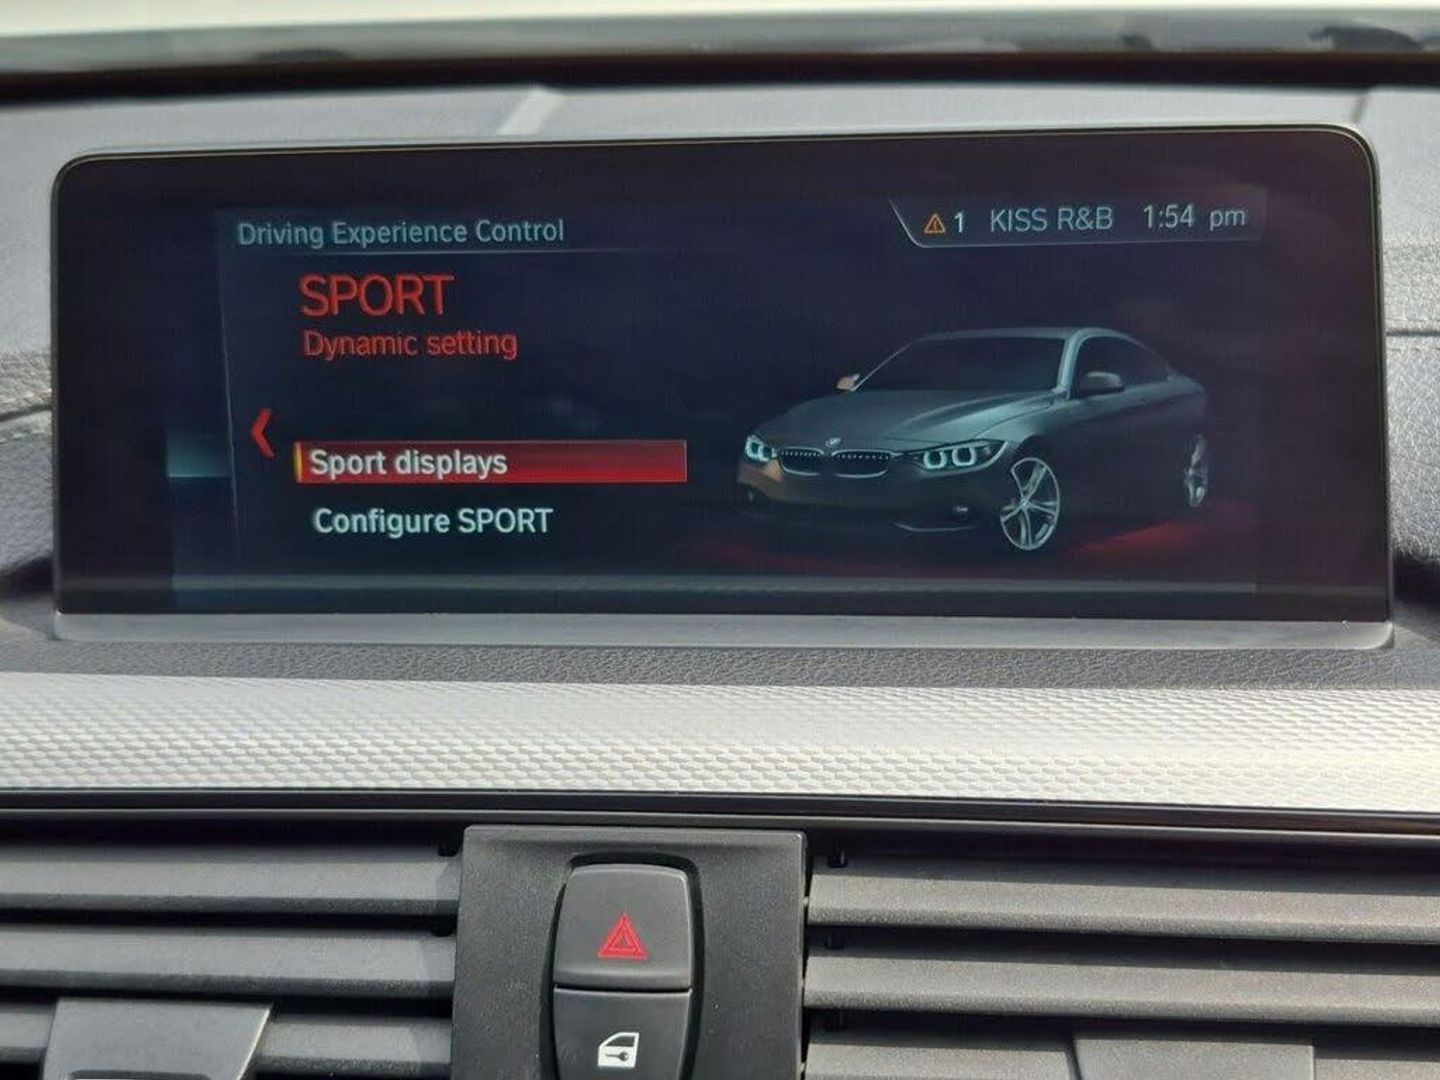 Driving Experience Control
1 KISS R&B 1:54 pm
SPORT
Dynamic setting
Sport displays
Configure SPORT